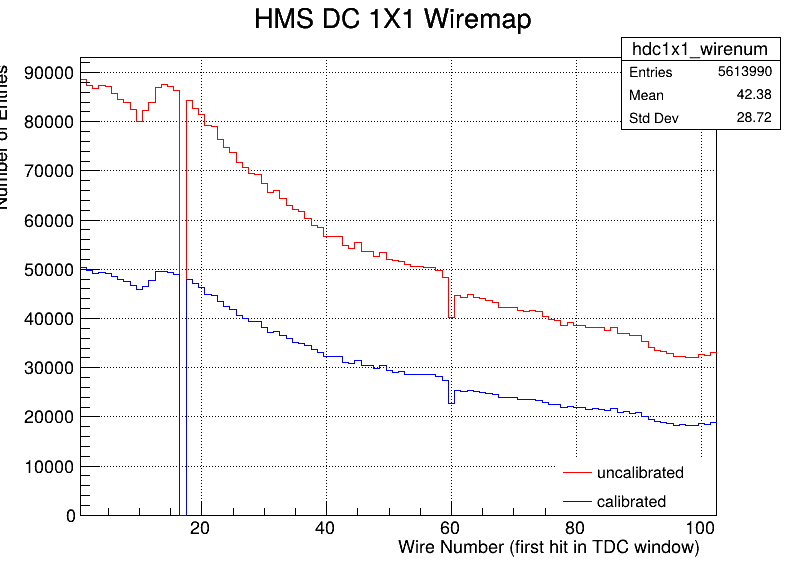 HMS DC 1X1 Wiremap
hdc1x1_wirenum
Entries 5613990
Mean 42.38
Std Dev 28.72
Number of Entries
90000
80000
70000
60000
50000
40000
30000
20000
10000
0
uncalibrated
calibrated
20 40 60 80 100
Wire Number (first hit in TDC window)